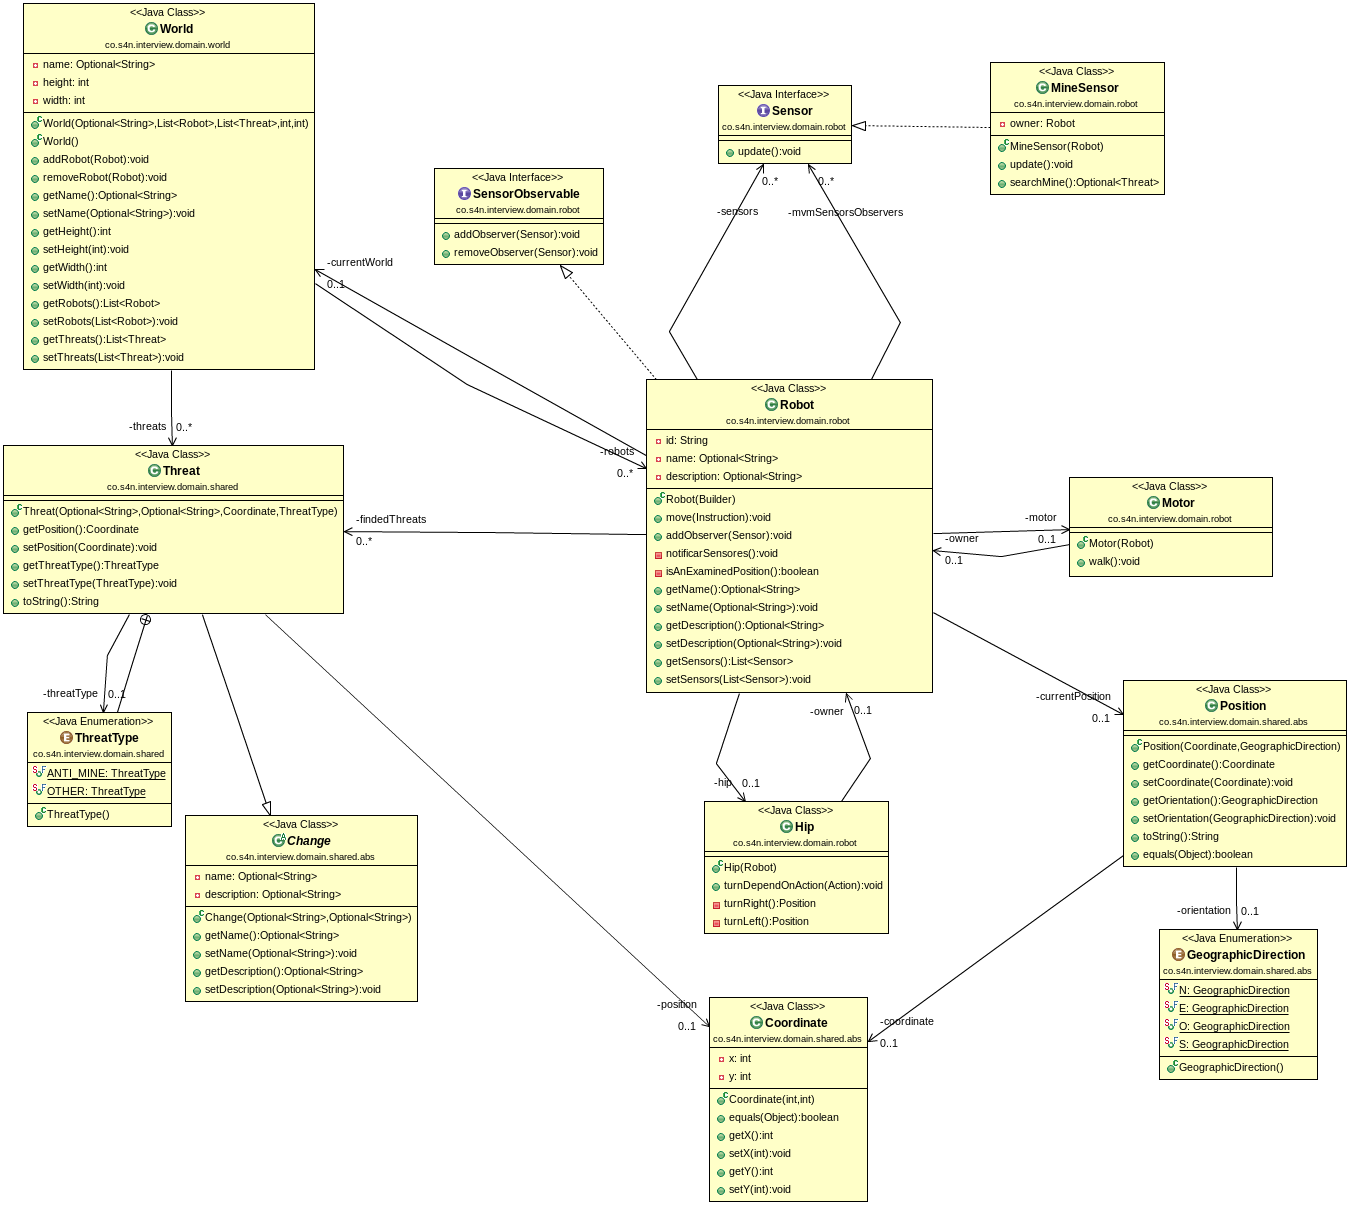 <<Java Class>>
World
co.s4n.interview.domain.world
name: Optional<String>
height: int
width: int
World(Optional<String>,List<Robot>,List<Threat>,int,int)
World()
addRobot(Robot):void
removeRobot(Robot):void
getName():Optional<String>
setName(Optional<String>):void
getHeight():int
setHeight(int):void
getWidth():int
setWidth(int):void
getRobots():List<Robot>
setRobots(List<Robot>):void
getThreats():List<Threat>
setThreats(List<Threat>):void
<<Java Interface>>
SensorObservable
co.s4n.interview.domain.robot
addObserver(Sensor):void
removeObserver(Sensor):void
<<Java Interface>>
Sensor
co.s4n.interview.domain.robot
update():void
<<Java Class>>
MineSensor
co.s4n.interview.domain.robot
owner: Robot
MineSensor(Robot)
update():void
searchMine():Optional<Threat>
0..*
0..*
-sensors
-mvmSensorsObservers
-currentWorld
0..1
-robots
0..*
-threats
0..*
<<Java Class>>
Robot
co.s4n.interview.domain.robot
id: String
name: Optional<String>
description: Optional<String>
Robot(Builder)
move(Instruction):void
addObserver(Sensor):void
notificarSensores():void
isAnExaminedPosition():boolean
getName():Optional<String>
setName(Optional<String>):void
getDescription():Optional<String>
setDescription(Optional<String>):void
getSensors():List<Sensor>
setSensors(List<Sensor>):void
<<Java Class>>
Threat
co.s4n.interview.domain.shared
Threat(Optional<String>,Optional<String>,Coordinate,ThreatType)
getPosition():Coordinate
setPosition(Coordinate):void
getThreatType():ThreatType
setThreatType(ThreatType):void
toString():String
-findedThreats
0..*
-motor
0..1
-owner
0..1
<<Java Class>>
Motor
co.s4n.interview.domain.robot
Motor(Robot)
walk():void
-threatType
0..1
<<Java Enumeration>>
ThreatType
co.s4n.interview.domain.shared
ANTI_MINE: ThreatType
OTHER: ThreatType
ThreatType()
<<Java Class>>
Change
co.s4n.interview.domain.shared.abs
name: Optional<String>
description: Optional<String>
Change(Optional<String>,Optional<String>)
getName():Optional<String>
setName(Optional<String>):void
getDescription():Optional<String>
setDescription(Optional<String>):void
-owner
0..1
-hip
0..1
<<Java Class>>
Hip
co.s4n.interview.domain.robot
Hip(Robot)
turnDependOnAction(Action):void
turnRight():Position
turnLeft():Position
-currentPosition
0..1
<<Java Class>>
Position
co.s4n.interview.domain.shared.abs
Position(Coordinate,GeographicDirection)
getCoordinate():Coordinate
setCoordinate(Coordinate):void
getOrientation():GeographicDirection
setOrientation(GeographicDirection):void
toString():String
equals(Object):boolean
-orientation
0..1
<<Java Enumeration>>
GeographicDirection
co.s4n.interview.domain.shared.abs
N: GeographicDirection
E: GeographicDirection
O: GeographicDirection
S: GeographicDirection
GeographicDirection()
-position
0..1
-coordinate
0..1
<<Java Class>>
Coordinate
co.s4n.interview.domain.shared.abs
x: int
y: int
Coordinate(int,int)
equals(Object):boolean
getX():int
setX(int):void
getY():int
setY(int):void